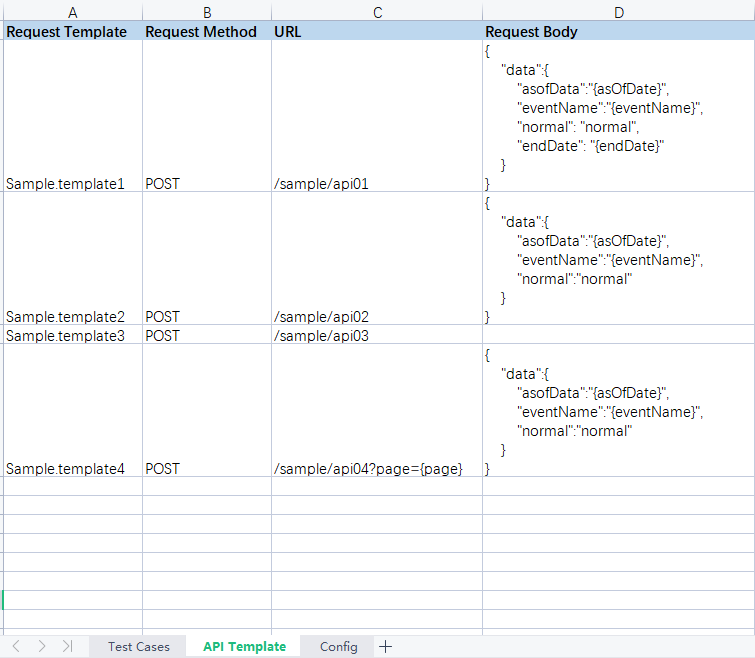 A B C D
Request Template Request Method URL Request Body
{
"data":{
"asofData":"{asOfDate}",
"eventName":"{eventName}",
"normal": "normal",
"endDate": "{endDate}"
}
Sample.template1 POST /sample/api01 }
{
"data":{
"asofData":"{asOfDate}",
"eventName":"{eventName}",
"normal":"normal"
}
Sample.template2 POST /sample/api02 }
Sample.template3 POST /sample/api03
{
"data":{
"asofData":"{asOfDate}",
"eventName":"{eventName}",
"normal":"normal"
}
Sample.template4 POST /sample/api04?page={page} }
Test Cases API Template Config +